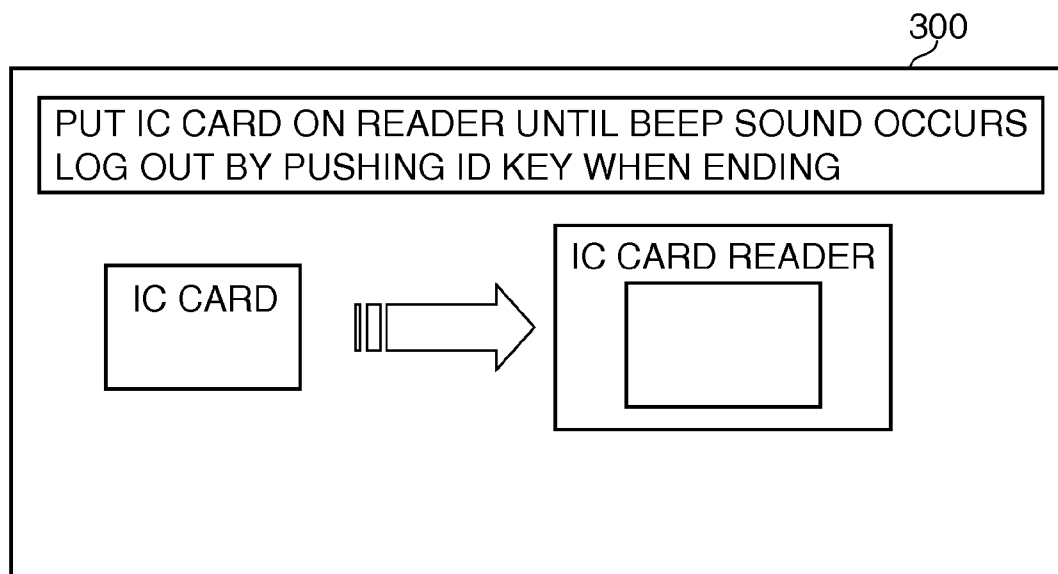 300
PUT IC CARD ON READER UNTIL BEEP SOUND OCCURS
LOG OUT BY PUSHING ID KEY WHEN ENDING
IC CARD
IC CARD READER